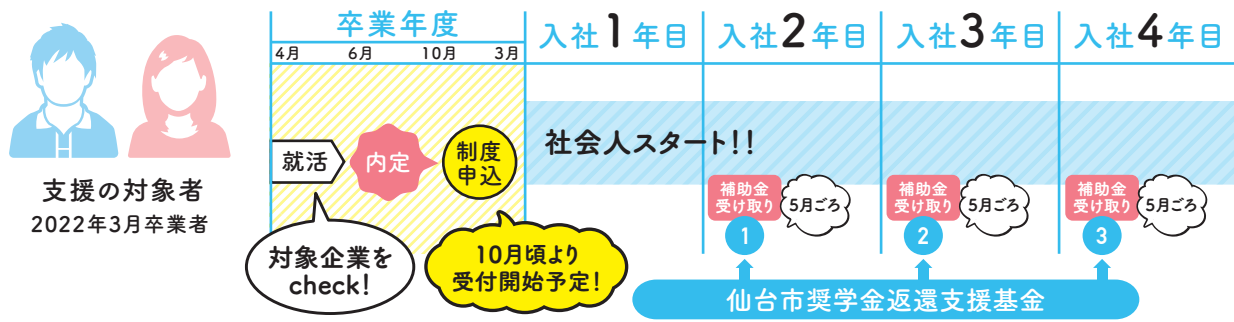 支援の対象者
2022年3月卒業者
卒業年度
4月 6月 10月 3月
入社1年目
入社2年目
入社3年目
入社4年目
就活
内定
制度
申込
対象企業を
check!
10月頃より
受付開始予定!
社会人スタート!!
補助金
受け取り
5月ごろ
1
補助金
受け取り
5月ごろ
2
補助金
受け取り
5月ごろ
3
仙台市奨学金返還支援基金